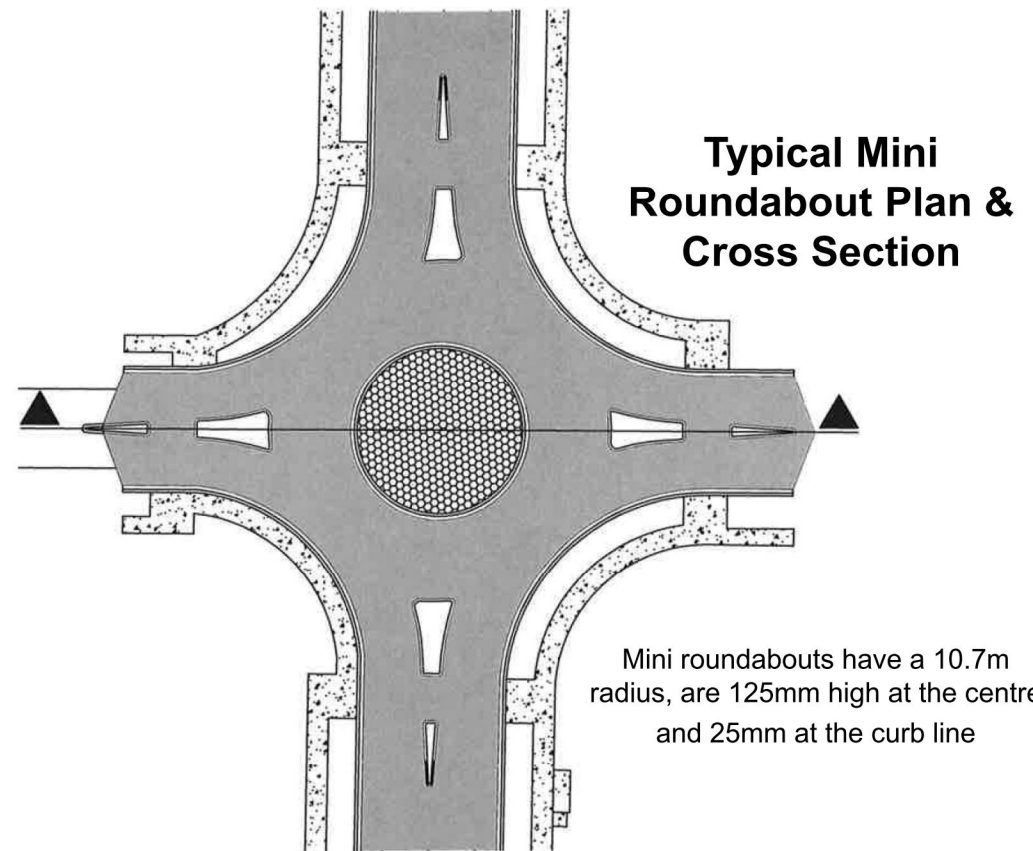 Typical Mini
Roundabout Plan &
Cross Section
Mini roundabouts have a 10.7m
radius, are 125mm high at the centre
and 25mm at the curb line